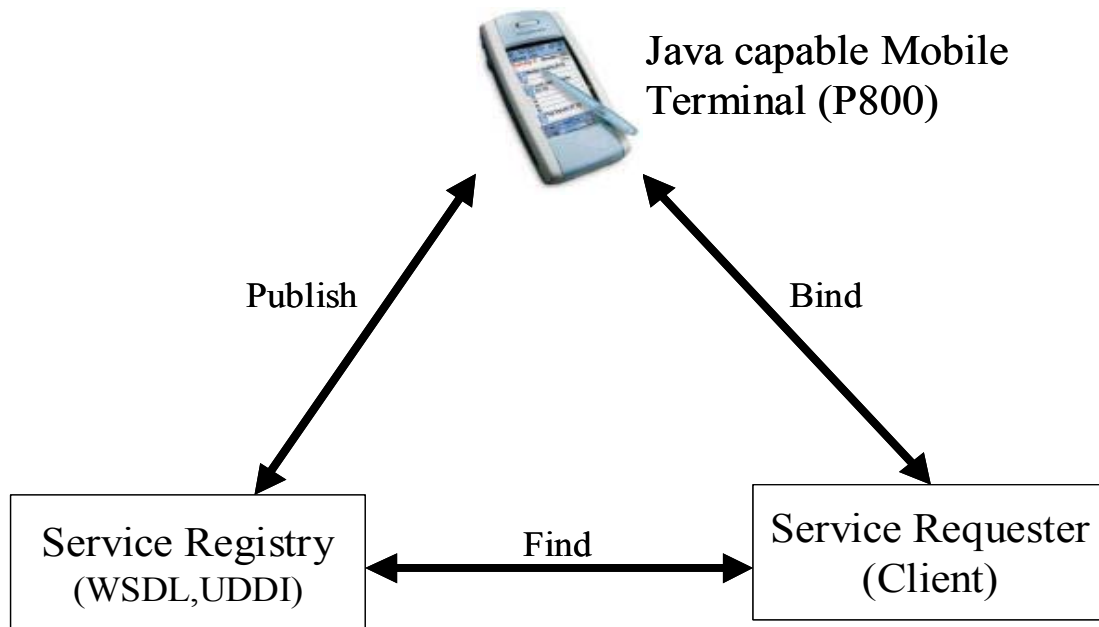 Java capable Mobile
Terminal (P800)
Publish
Bind
Service Registry
(WSDL,UDDI)
Find
Service Requester
(Client)